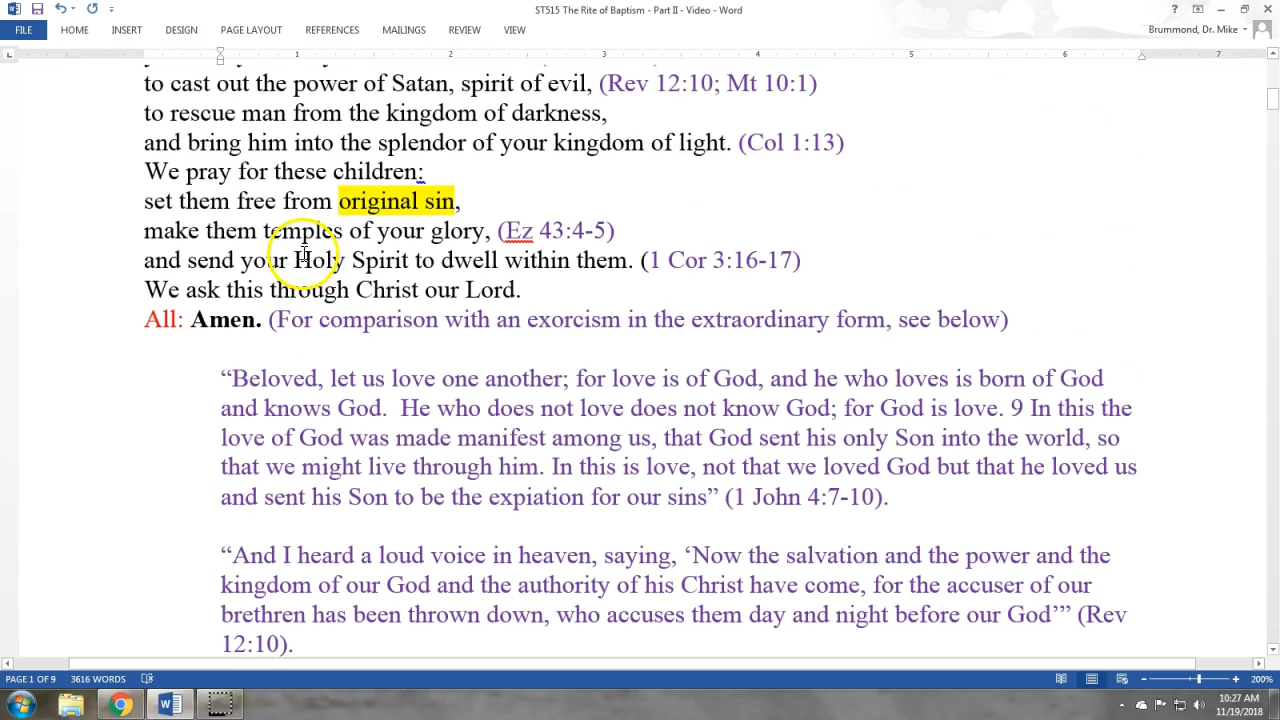 ST515 The Rite of Baptism - Part II - Video - Word
FILE HOME INSERT DESIGN PAGE LAYOUT REFERENCES MAILINGS REVIEW VIEW Brummond, Dr. Mike
1 2 3 4 5 6 7
to cast out the power of Satan, spirit of evil, (Rev 12:10; Mt 10:1)
to rescue man from the kingdom of darkness,
and bring him into the splendor of your kingdom of light. (Col 1:13)
We pray for these children:
set them free from original sin,
make them temples of your glory, (Ez 43:4-5)
and send your Holy Spirit to dwell within them. (1 Cor 3:16-17)
We ask this through Christ our Lord.
All: Amen. (For comparison with an exorcism in the extraordinary form, see below)
“Beloved, let us love one another; for love is of God, and he who loves is born of God
and knows God.  He who does not love does not know God; for God is love. 9 In this the
love of God was made manifest among us, that God sent his only Son into the world, so
that we might live through him. In this is love, not that we loved God but that he loved us
and sent his Son to be the expiation for our sins” (1 John 4:7-10).
“And I heard a loud voice in heaven, saying, ‘Now the salvation and the power and the
kingdom of our God and the authority of his Christ have come, for the accuser of our
brethren has been thrown down, who accuses them day and night before our God’” (Rev
12:10).
PAGE 1 OF 9 3616 WORDS 200%
10:27 AM
11/19/2018